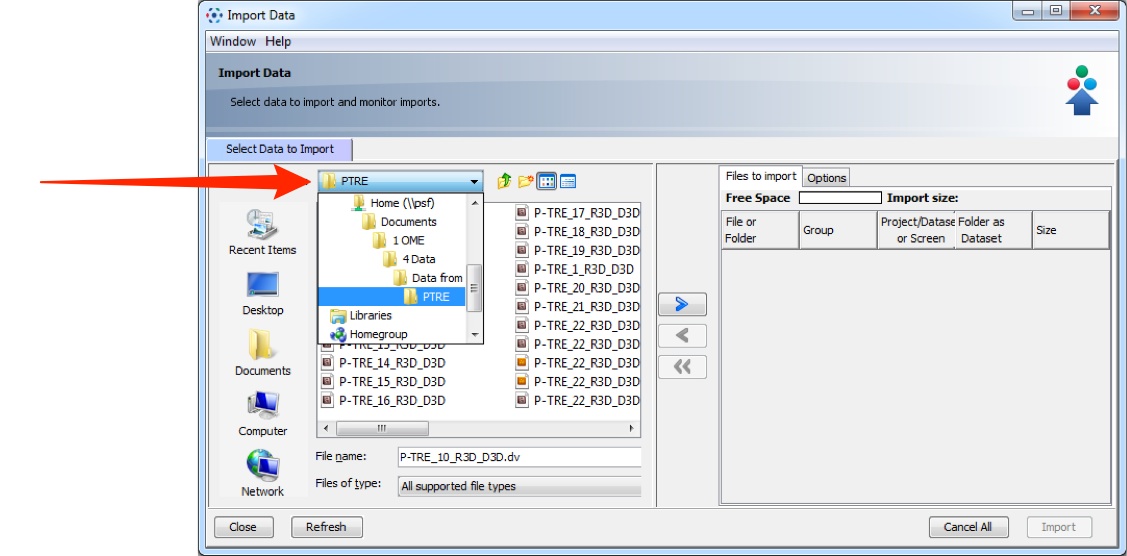 Import Data
Window Help
Import Data
Select data to import and monitor imports.
Select Data to Import
PTRE
Home (\\psf)
Documents
1 OME
4 Data
Data from
PTRE
Libraries
Homegroup
Recent Items
Desktop
Documents
Computer
Network
P-TRE_13_R3D_D3D
P-TRE_14_R3D_D3D
P-TRE_15_R3D_D3D
P-TRE_16_R3D_D3D
P-TRE_17_R3D_D3D
P-TRE_18_R3D_D3D
P-TRE_19_R3D_D3D
P-TRE_1_R3D_D3D
P-TRE_20_R3D_D3D
P-TRE_21_R3D_D3D
P-TRE_22_R3D_D3D
P-TRE_22_R3D_D3D
P-TRE_22_R3D_D3D
P-TRE_22_R3D_D3D
P-TRE_22_R3D_D3D
File name: P-TRE_10_R3D_D3D.dv
Files of type: All supported file types
Files to import Options
Free Space Import size:
File or Folder Group Project/Datase or Screen Folder as Dataset Size
Close Refresh Cancel All Import